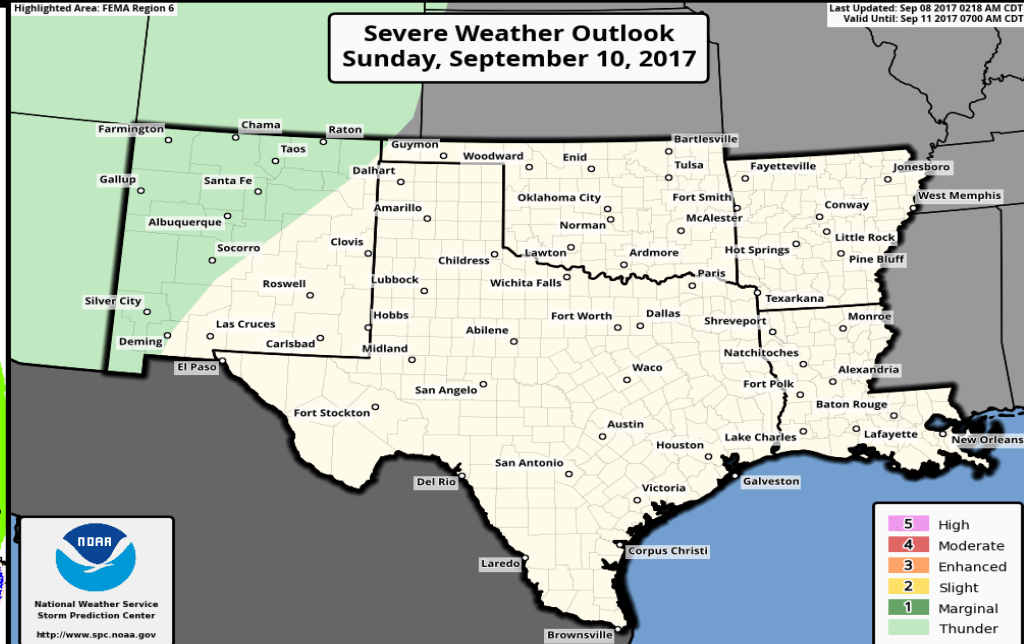 Highlighted Area: FEMA Region 6
Last Updated: Sep 08 2017 0218 AM CDT
Valid Until: Sep 11 2017 0700 AM CDT
Severe Weather Outlook
Sunday, September 10, 2017
Farmington
Chama
Raton
Guymon
Bartlesville
Taos
Woodward
Enid
Tulsa
Fayetteville
Jonesboro
Gallup
Santa Fe
Dalhart
Oklahoma City
Fort Smith
West Memphis
Albuquerque
Amarillo
Norman
McAlester
Conway
Socorro
Clovis
Childress
Lawton
Ardmore
Hot Springs
Little Rock
Pine Bluff
Roswell
Lubbock
Wichita Falls
Paris
Texarkana
Silver City
Las Cruces
Hobbs
Abilene
Fort Worth
Dallas
Shreveport
Monroe
Deming
Carlsbad
Midland
Natchitoches
El Paso
San Angelo
Waco
Fort Polk
Alexandria
Fort Stockton
Austin
Baton Rouge
Houston
Lake Charles
Lafayette
New Orleans
Del Rio
San Antonio
Victoria
Galveston
Laredo
Corpus Christi
Brownsville
NOAA
National Weather Service
Storm Prediction Center
http://www.spc.noaa.gov
5 High
4 Moderate
3 Enhanced
2 Slight
1 Marginal
Thunder